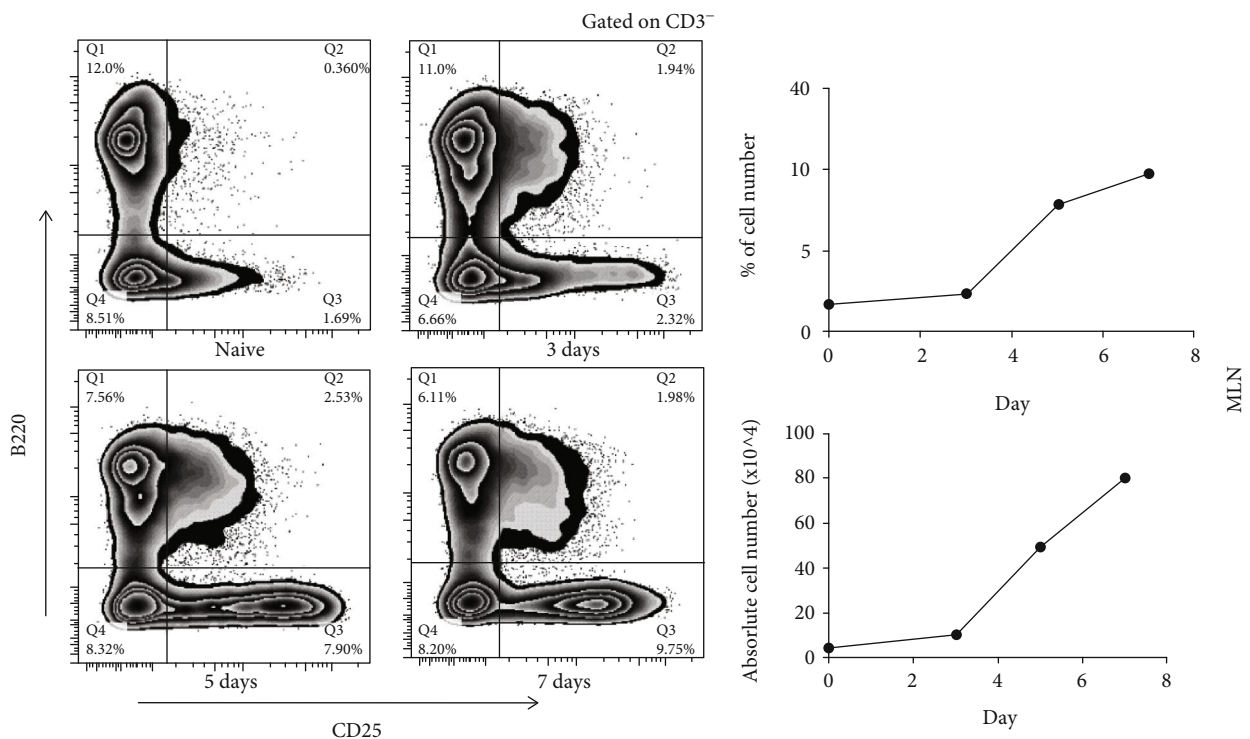 Gated on CD3⁻
Q1
12.0%
Q2
0.360%
Q4
8.51%
Q3
1.69%
Naive
Q1
11.0%
Q2
1.94%
Q4
6.66%
Q3
2.32%
3 days
Q1
7.56%
Q2
2.53%
Q4
8.32%
Q3
7.90%
5 days
Q1
6.11%
Q2
1.98%
Q4
8.20%
Q3
9.75%
7 days
B220
CD25
% of cell number
40
10
5
0
0 2 4 6 8
Day
Absorlute cell number (x10^4)
100
80
60
40
20
0
0 2 4 6 8
Day
MLN